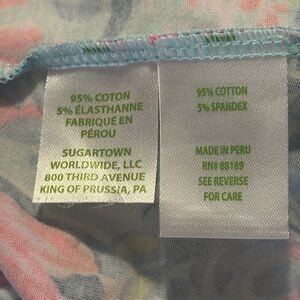 95% COTON
5% ÉLASTHANNE
FABRIQUÉ EN
PÉROU
SUGARTOWN
WORLDWIDE, LLC
800 THIRD AVENUE
KING OF PRUSSIA, PA
95% COTTON
5% SPANDEX
MADE IN PERU
RN# 88189
SEE REVERSE
FOR CARE